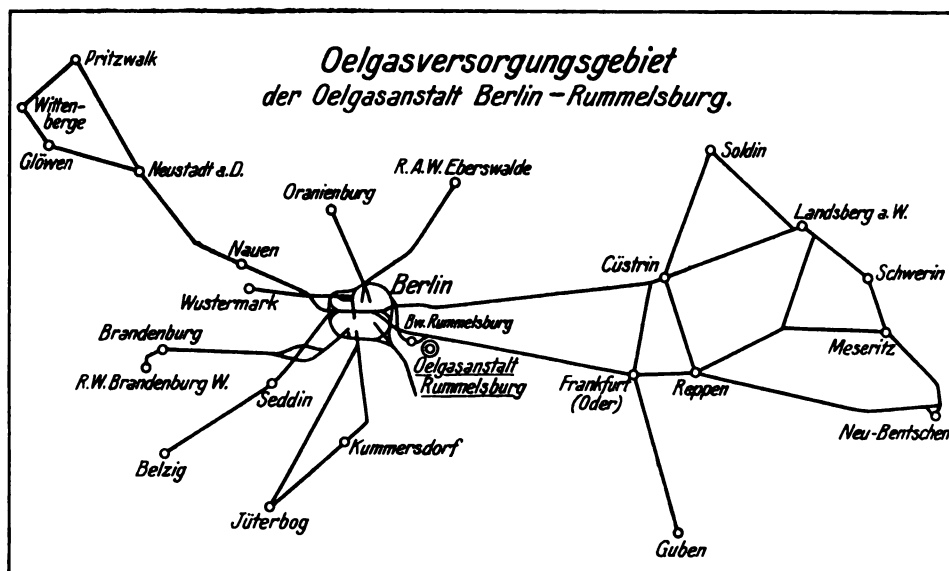 Oelgasversorgungsgebiet
der Oelgasanstalt Berlin-Rummelsburg.
Pritzwalk
Witten-
berge
Glöwen
Neustadt a.D.
Oranienburg
R.A.W. Eberswalde
Soldin
Landsberg a.W.
Nauen
Cüstrin
Schwerin
Wustermark
Berlin
Bw. Rummelsburg
Brandenburg
Oelgasanstalt
Rummelsburg
Meseritz
R.W. Brandenburg W.
Seddin
Frankfurt
(Oder)
Reppen
Neu-Bentschen
Belzig
Kummersdorf
Jüterbog
Guben